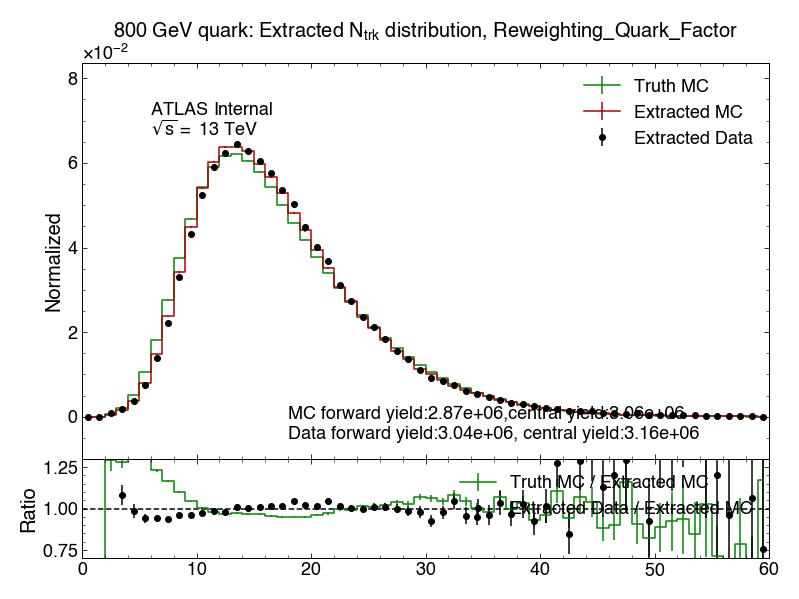 800 GeV quark: Extracted Ntrk distribution, Reweighting_Quark_Factor
×10−2
8
6
4
2
0
Normalized
ATLAS Internal
√s = 13 TeV
Truth MC
Extracted MC
Extracted Data
MC forward yield:2.87e+06,central yield:3.06e+06
Data forward yield:3.04e+06, central yield:3.16e+06
1.25
1.00
0.75
Ratio
Truth MC / Extracted MC
Extracted Data / Extracted MC
0 10 20 30 40 50 60